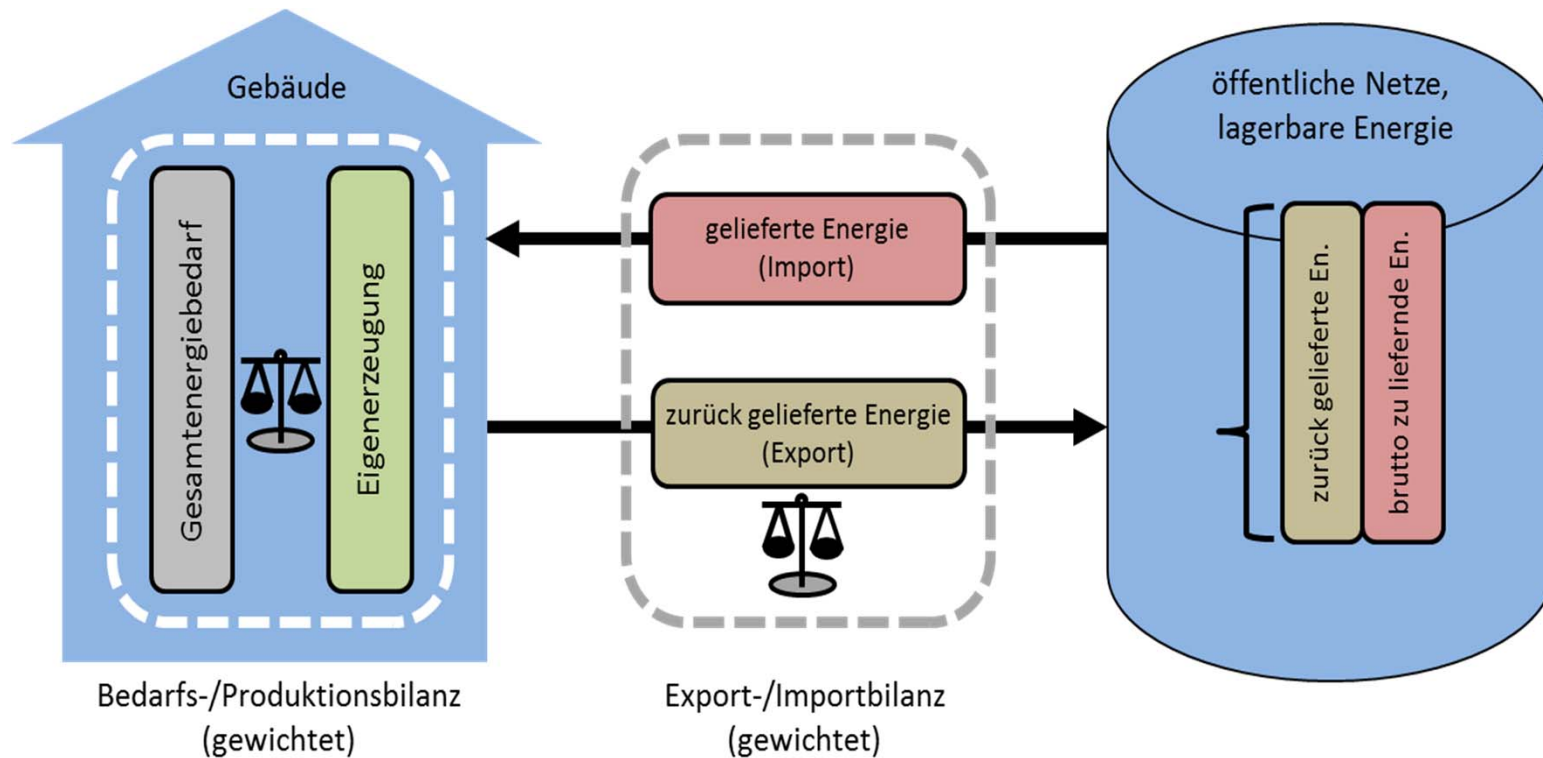 Gebäude
Gesamtenergiebedarf
Eigenerzeugung
Bedarfs-/Produktionsbilanz
(gewichtet)
gelieferte Energie
(Import)
zurück gelieferte Energie
(Export)
Export-/Importbilanz
(gewichtet)
öffentliche Netze,
lagerbare Energie
zurück gelieferte En.
brutto zu liefernde En.